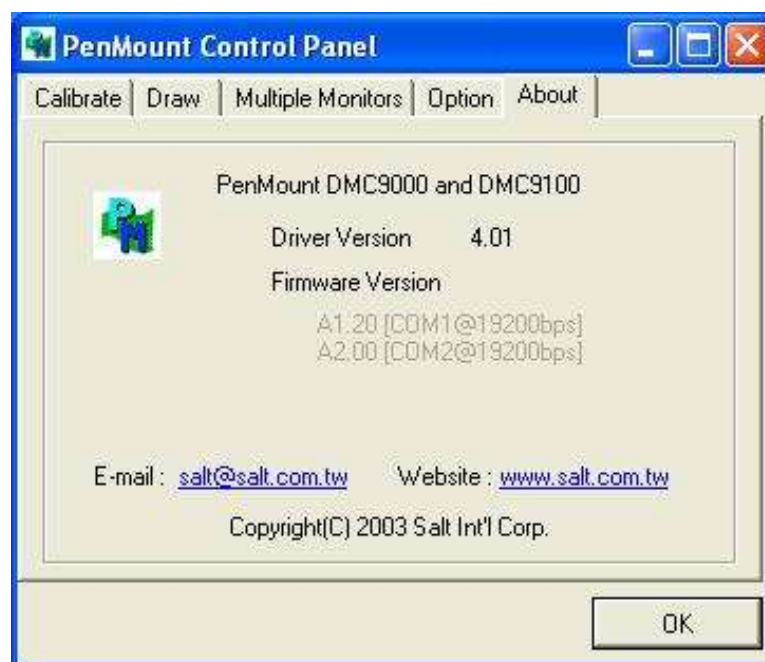 PenMount Control Panel
Calibrate Draw Multiple Monitors Option About
PM
PenMount DMC9000 and DMC9100
Driver Version 4.01
Firmware Version
A1.20 [COM1@19200bps]
A2.00 [COM2@19200bps]
E-mail : salt@salt.com.tw Website : www.salt.com.tw
Copyright(C) 2003 Salt Int'l Corp.
OK